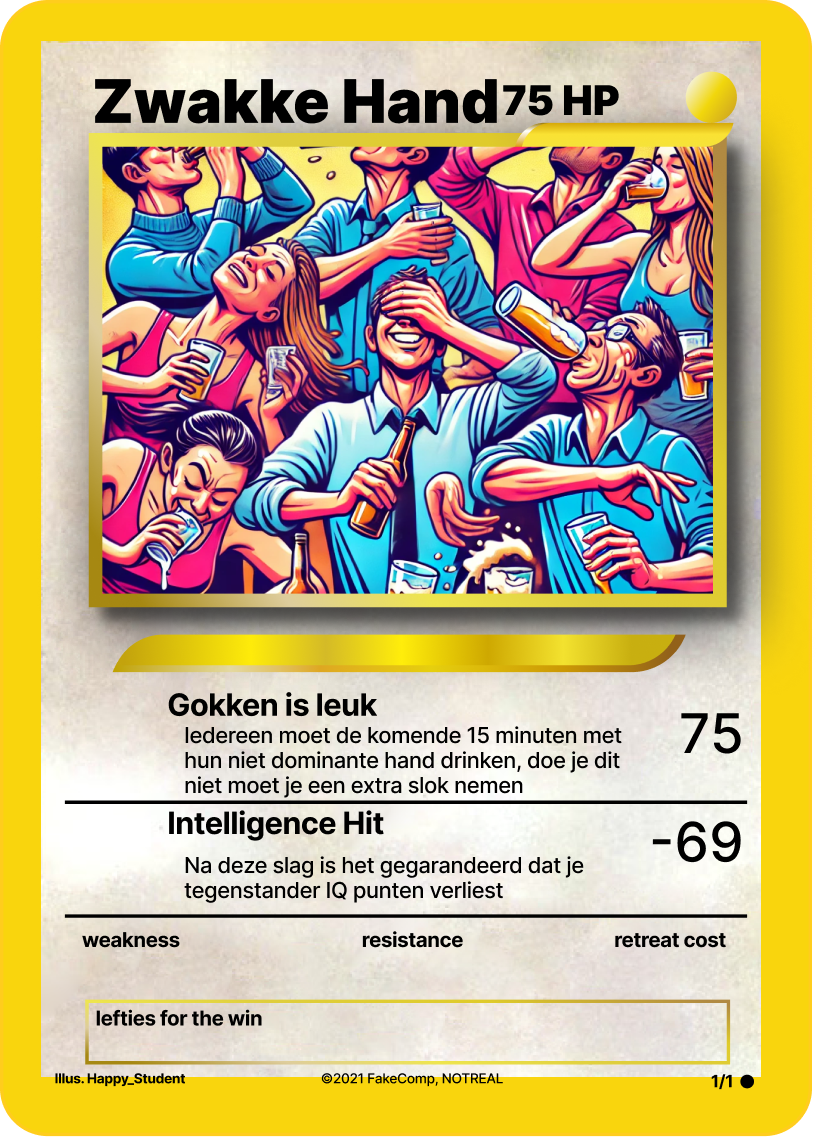 Zwakke Hand 75 HP
Gokken is leuk
Iedereen moet de komende 15 minuten met
hun niet dominante hand drinken, doe je dit
niet moet je een extra slok nemen
75
Intelligence Hit
Na deze slag is het gegarandeerd dat je
tegenstander IQ punten verliest
-69
weakness resistance retreat cost
lefties for the win
Illus. Happy_Student ©2021 FakeComp, NOTREAL 1/1 ●